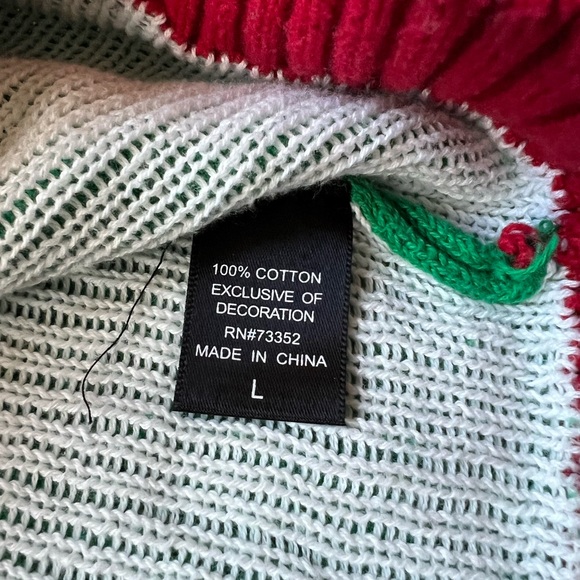 100% COTTON
EXCLUSIVE OF
DECORATION
RN#73352
MADE IN CHINA
L